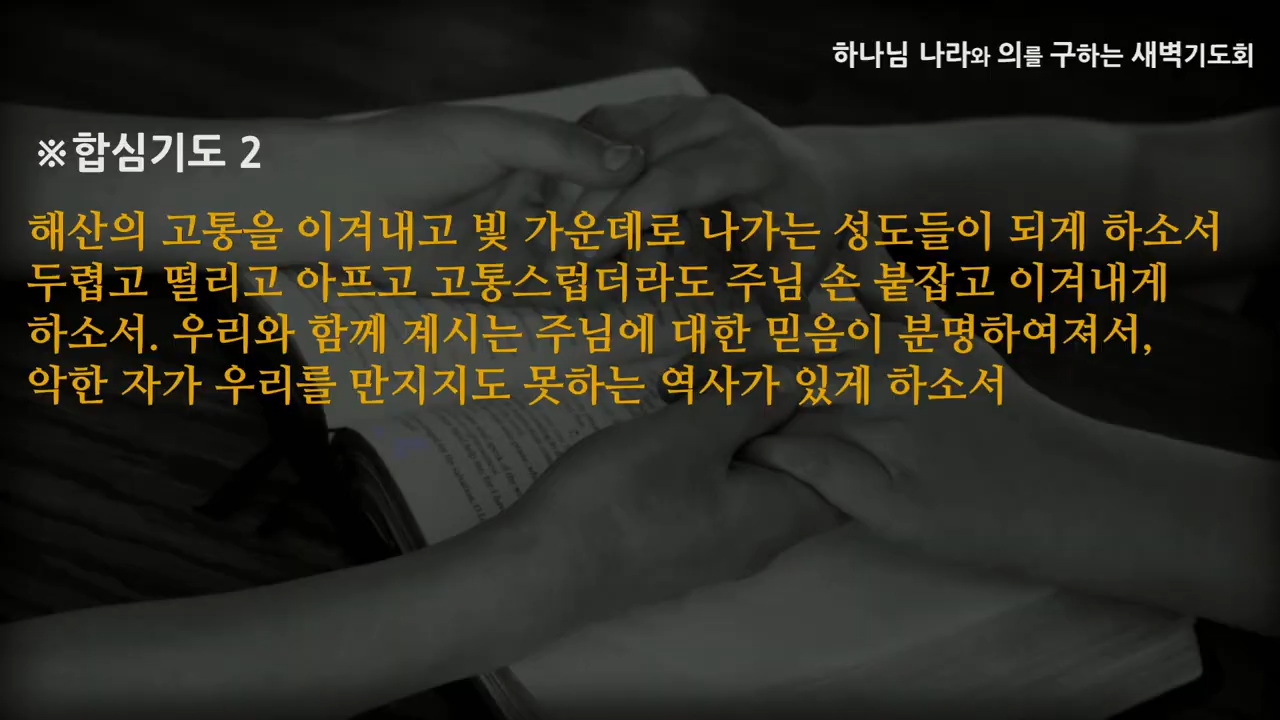 하나님 나라와 의를 구하는 새벽기도회
※합심기도 2
해산의 고통을 이겨내고 빛 가운데로 나가는 성도들이 되게 하소서
두렵고 떨리고 아프고 고통스럽더라도 주님 손 붙잡고 이겨내게
하소서. 우리와 함께 계시는 주님에 대한 믿음이 분명하여져서,
악한 자가 우리를 만지지도 못하는 역사가 있게 하소서